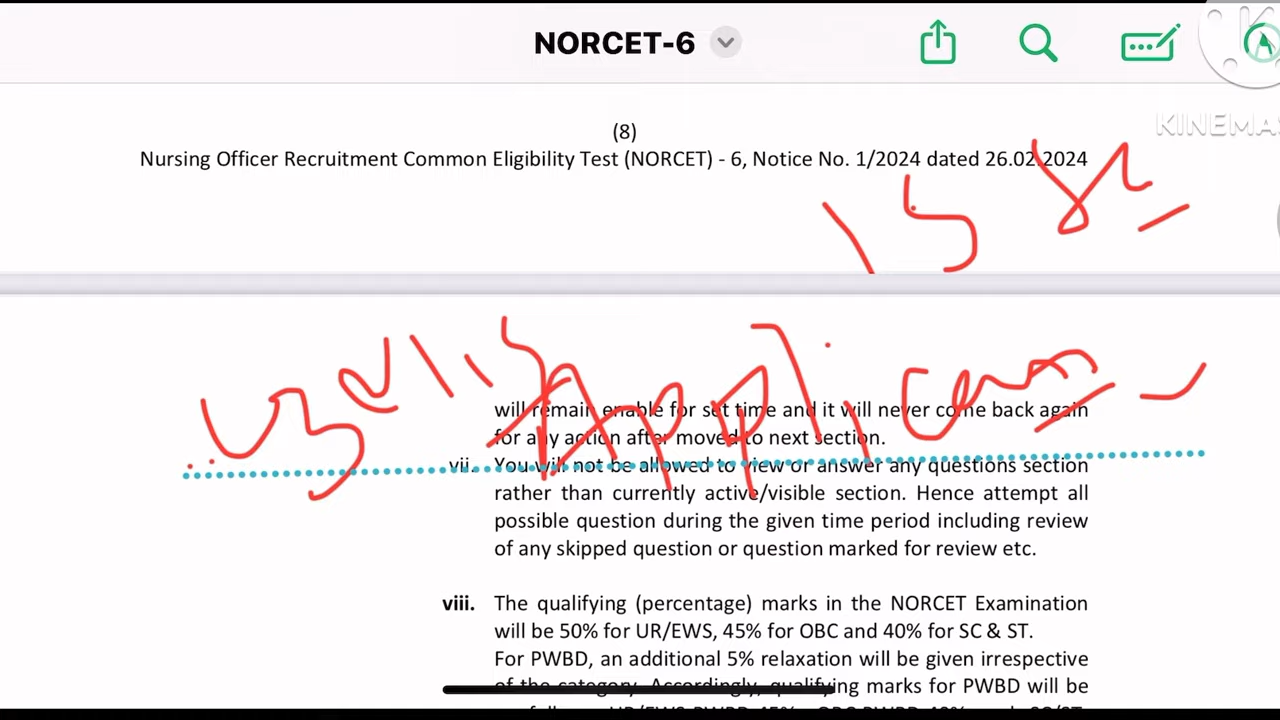 NORCET-6
KINEMA
(8)
Nursing Officer Recruitment Common Eligibility Test (NORCET) - 6, Notice No. 1/2024 dated 26.02.2024
15
Applican
will remain enable for set time and it will never come back again
for any action after moved to next section.
vii. You will not be allowed to view or answer any questions section
rather than currently active/visible section. Hence attempt all
possible question during the given time period including review
of any skipped question or question marked for review etc.
viii. The qualifying (percentage) marks in the NORCET Examination
will be 50% for UR/EWS, 45% for OBC and 40% for SC & ST.
For PWBD, an additional 5% relaxation will be given irrespective
of the category. Accordingly, qualifying marks for PWBD will be